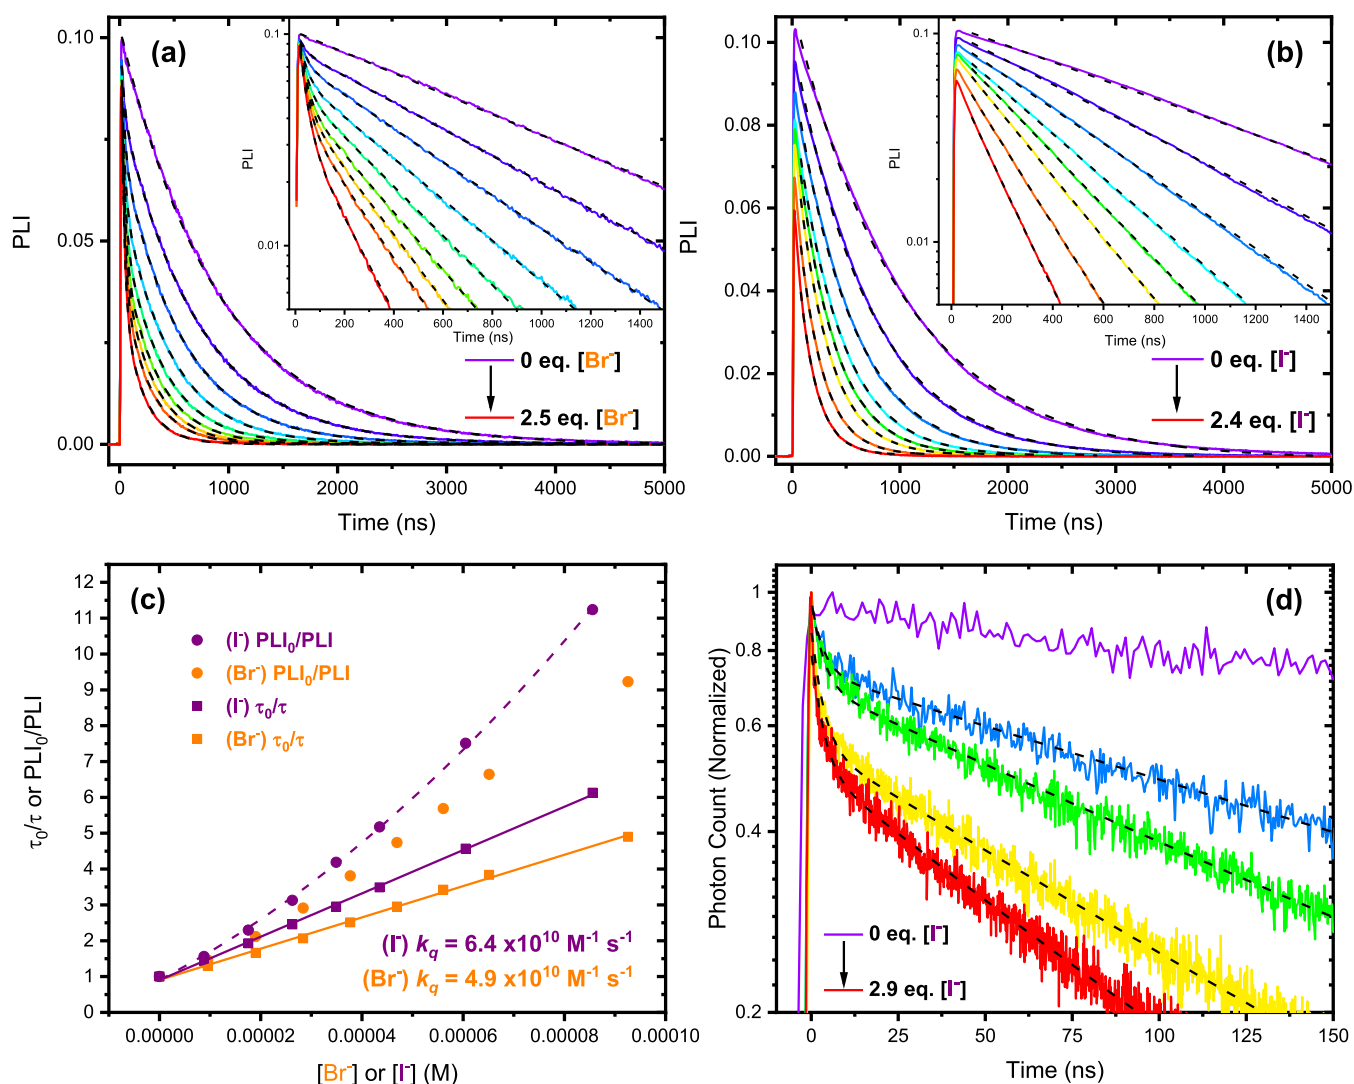 (a)
PLI
0.10
0.05
0.00
0 1000 2000 3000 4000 5000
Time (ns)
PLI
0.1
0.01
0 200 400 600 800 1000 1200 1400
Time (ns)
0 eq. [Br⁻]
2.5 eq. [Br⁻]
(b)
PLI
0.10
0.08
0.06
0.04
0.02
0.00
0 1000 2000 3000 4000 5000
Time (ns)
PLI
0.1
0.01
0 200 400 600 800 1000 1200 1400
Time (ns)
0 eq. [I⁻]
2.4 eq. [I⁻]
(c)
τ₀/τ or PLI₀/PLI
12
11
10
9
8
7
6
5
4
3
2
1
0
(I⁻) PLI₀/PLI
(Br⁻) PLI₀/PLI
(I⁻) τ₀/τ
(Br⁻) τ₀/τ
(I⁻) k_q = 6.4 x10¹⁰ M⁻¹ s⁻¹
(Br⁻) k_q = 4.9 x10¹⁰ M⁻¹ s⁻¹
0.00000 0.00002 0.00004 0.00006 0.00008 0.00010
[Br⁻] or [I⁻] (M)
(d)
Photon Count (Normalized)
1
0.8
0.6
0.4
0.2
0 eq. [I⁻]
2.9 eq. [I⁻]
0 25 50 75 100 125 150
Time (ns)